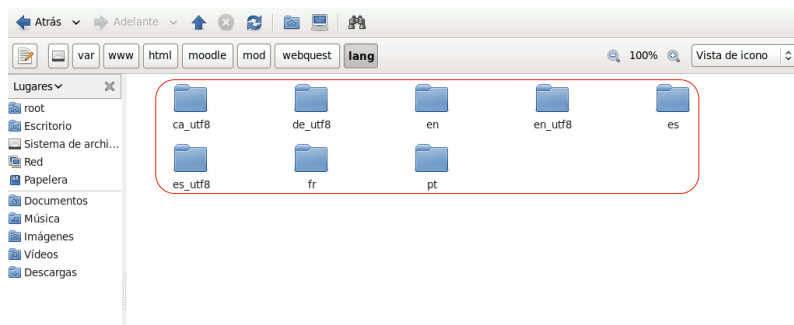 Atrás Adelante
var www html moodle mod webquest lang 100% Vista de icono
Lugares
root
Escritorio
Sistema de archi...
Red
Papelera
Documentos
Música
Imágenes
Vídeos
Descargas
ca_utf8 de_utf8 en en_utf8 es
es_utf8 fr pt